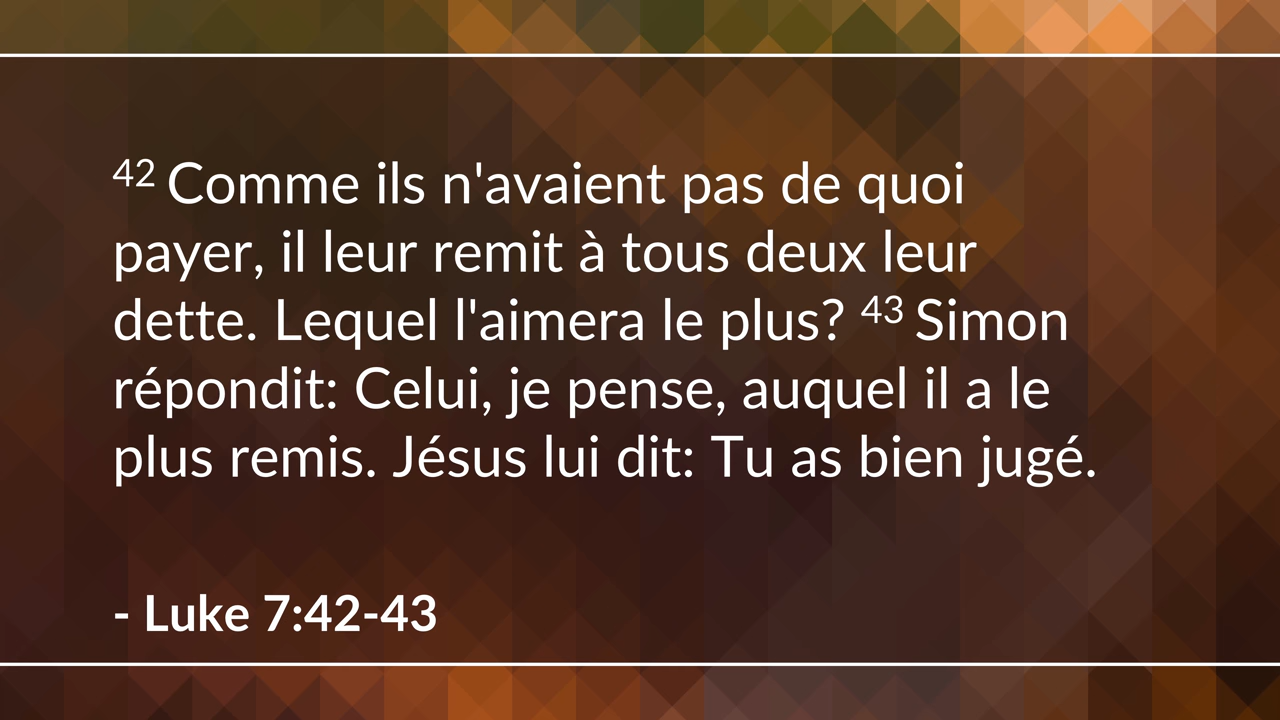 42 Comme ils n'avaient pas de quoi
payer, il leur remit à tous deux leur
dette. Lequel l'aimera le plus? 43 Simon
répondit: Celui, je pense, auquel il a le
plus remis. Jésus lui dit: Tu as bien jugé.
- Luke 7:42-43